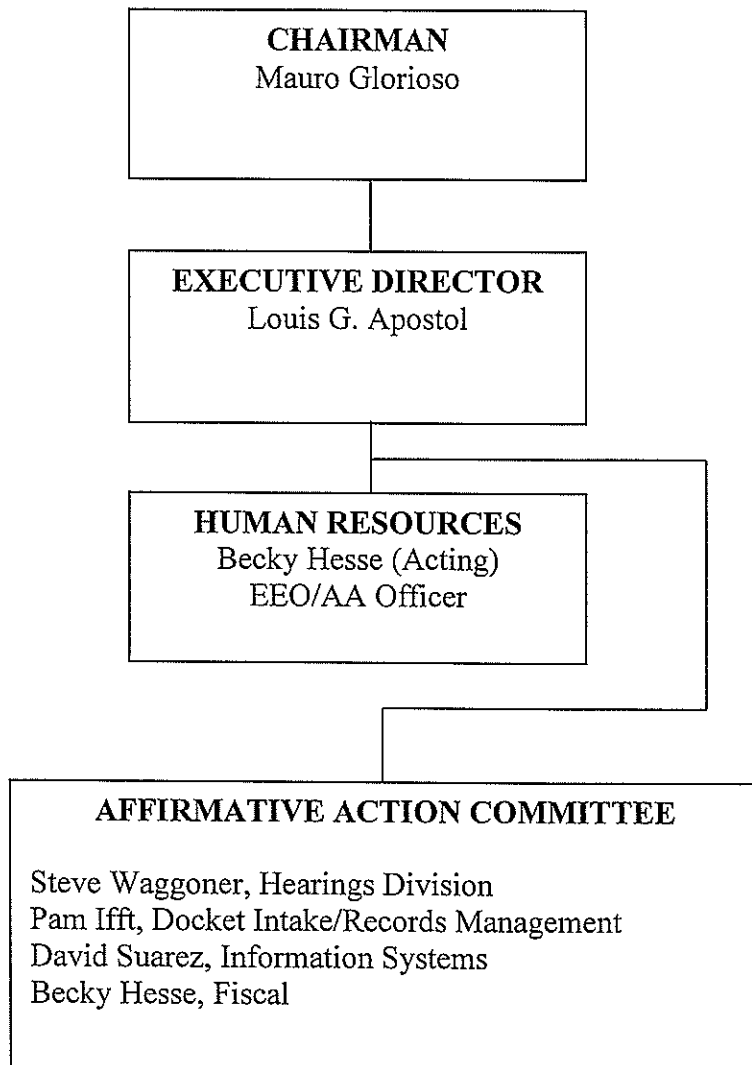 CHAIRMAN
Mauro Glorioso
EXECUTIVE DIRECTOR
Louis G. Apostol
HUMAN RESOURCES
Becky Hesse (Acting)
EEO/AA Officer
AFFIRMATIVE ACTION COMMITTEE
Steve Waggoner, Hearings Division
Pam Ifft, Docket Intake/Records Management
David Suarez, Information Systems
Becky Hesse, Fiscal